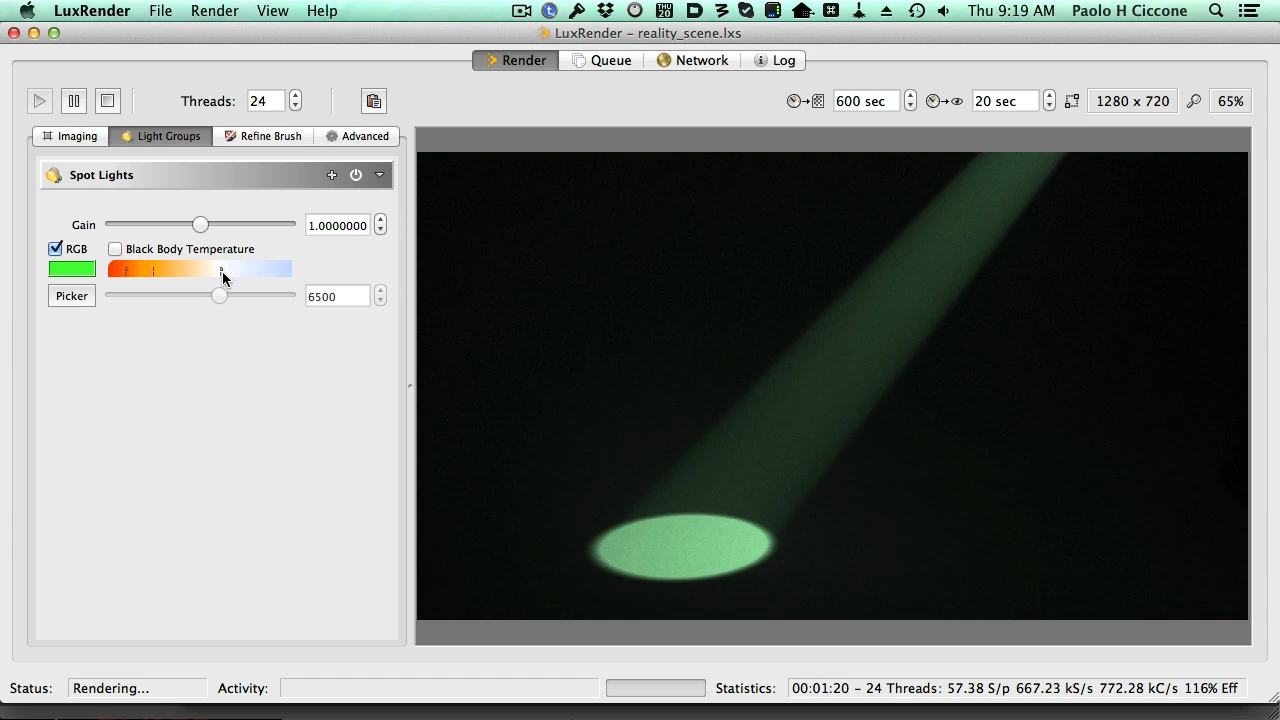 LuxRender File Render View Help THU 20 Thu 9:19 AM Paolo H Ciccone
LuxRender – reality_scene.lxs
Render Queue Network Log
Threads: 24 600 sec 20 sec 1280 x 720 65%
Imaging Light Groups Refine Brush Advanced
Spot Lights
Gain 1.0000000
RGB Black Body Temperature
Picker 6500
Status: Rendering... Activity: Statistics: 00:01:20 - 24 Threads: 57.38 S/p 667.23 kS/s 772.28 kC/s 116% Eff